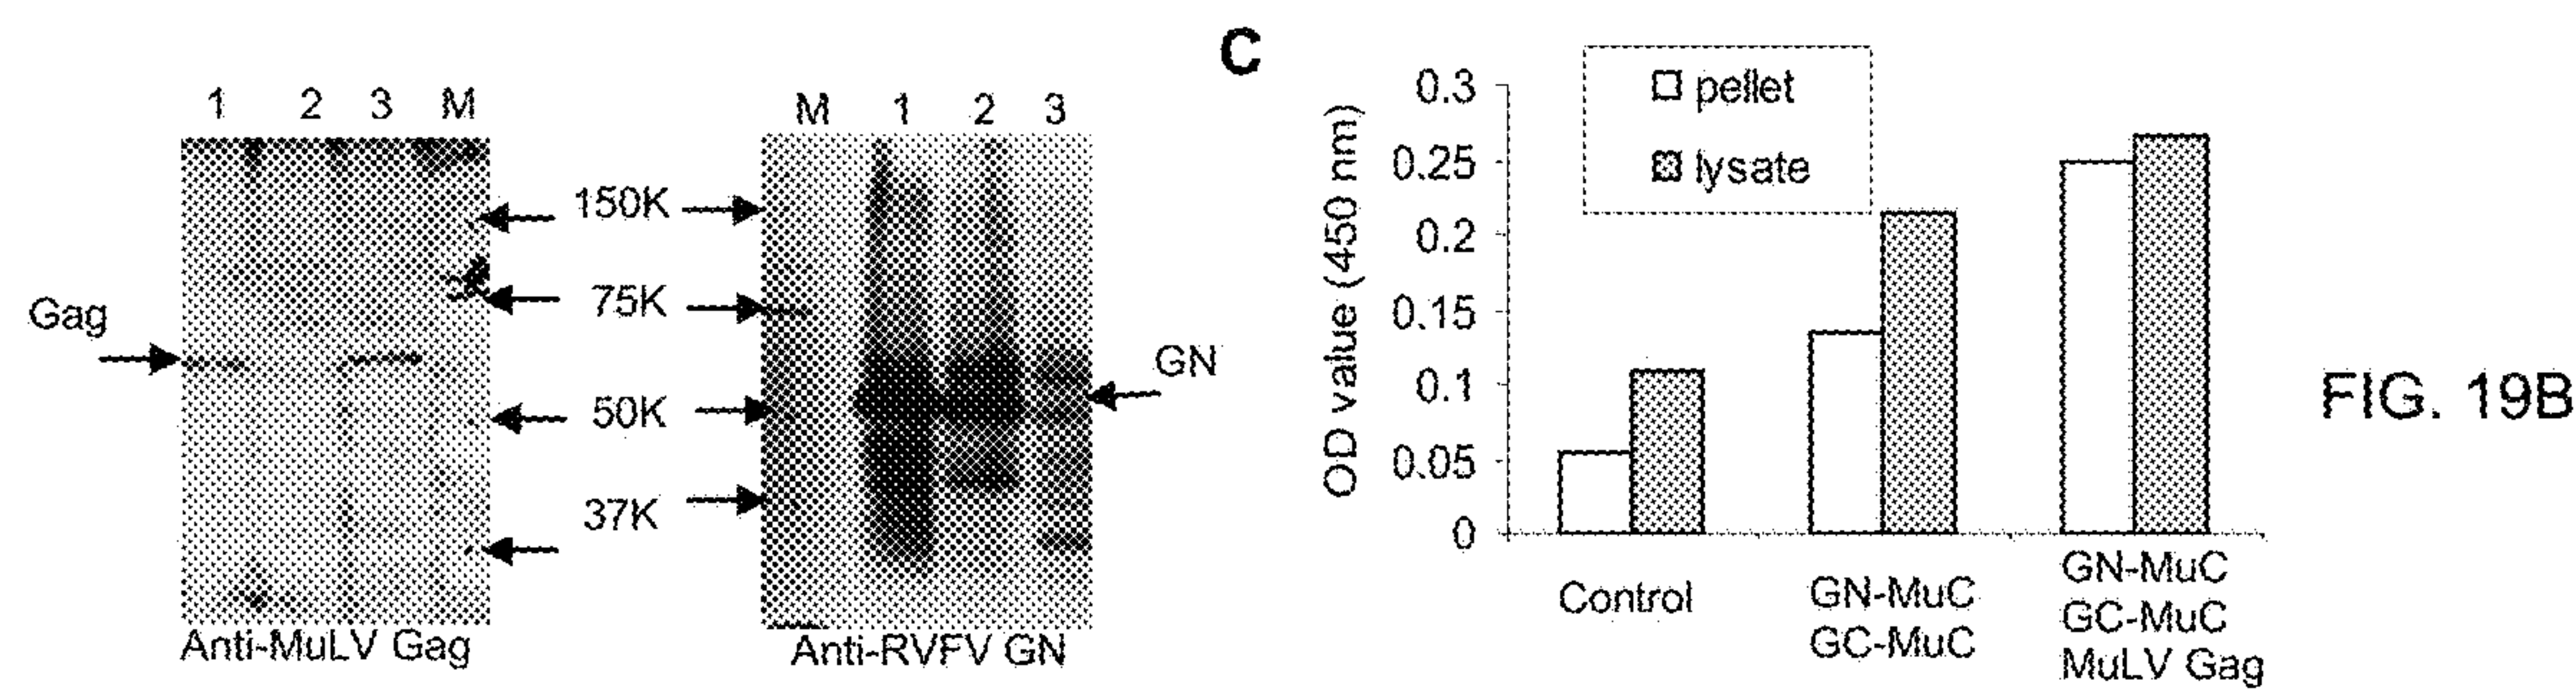 1 2 3 M
Gag
Anti-MuLV Gag
150K
75K
50K
37K
M 1 2 3
GN
Anti-RVFV GN
C
pellet
lysate
OD value (450 nm)
0.3
0.25
0.2
0.15
0.1
0.05
0
Control
GN-MuC
GC-MuC
GN-MuC
GC-MuC
MuLV Gag
FIG. 19B